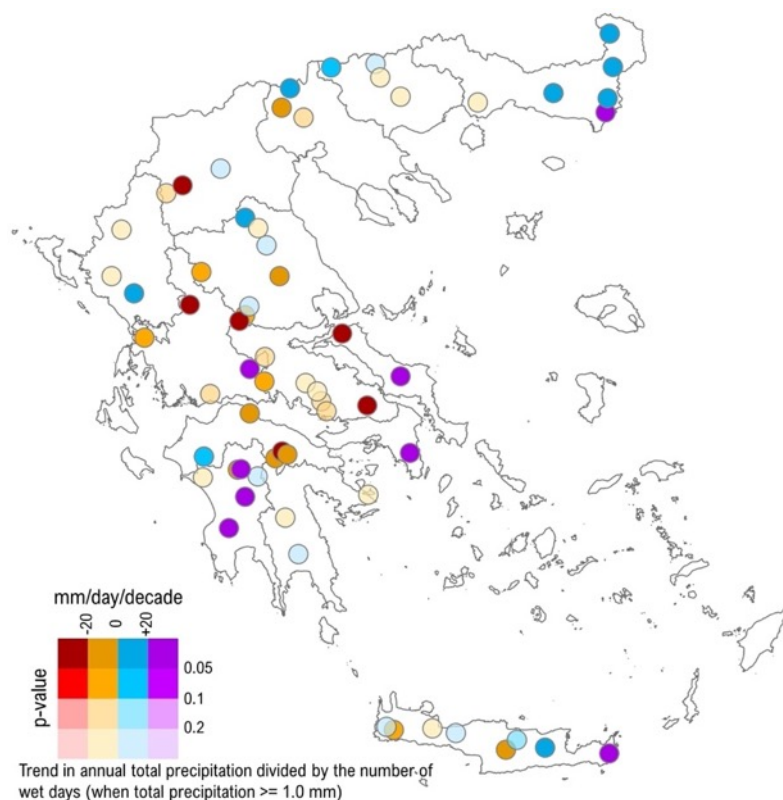 mm/day/decade
-20
0
+20
0.05
0.1
0.2
p-value
Trend in annual total precipitation divided by the number of
wet days (when total precipitation >= 1.0 mm)